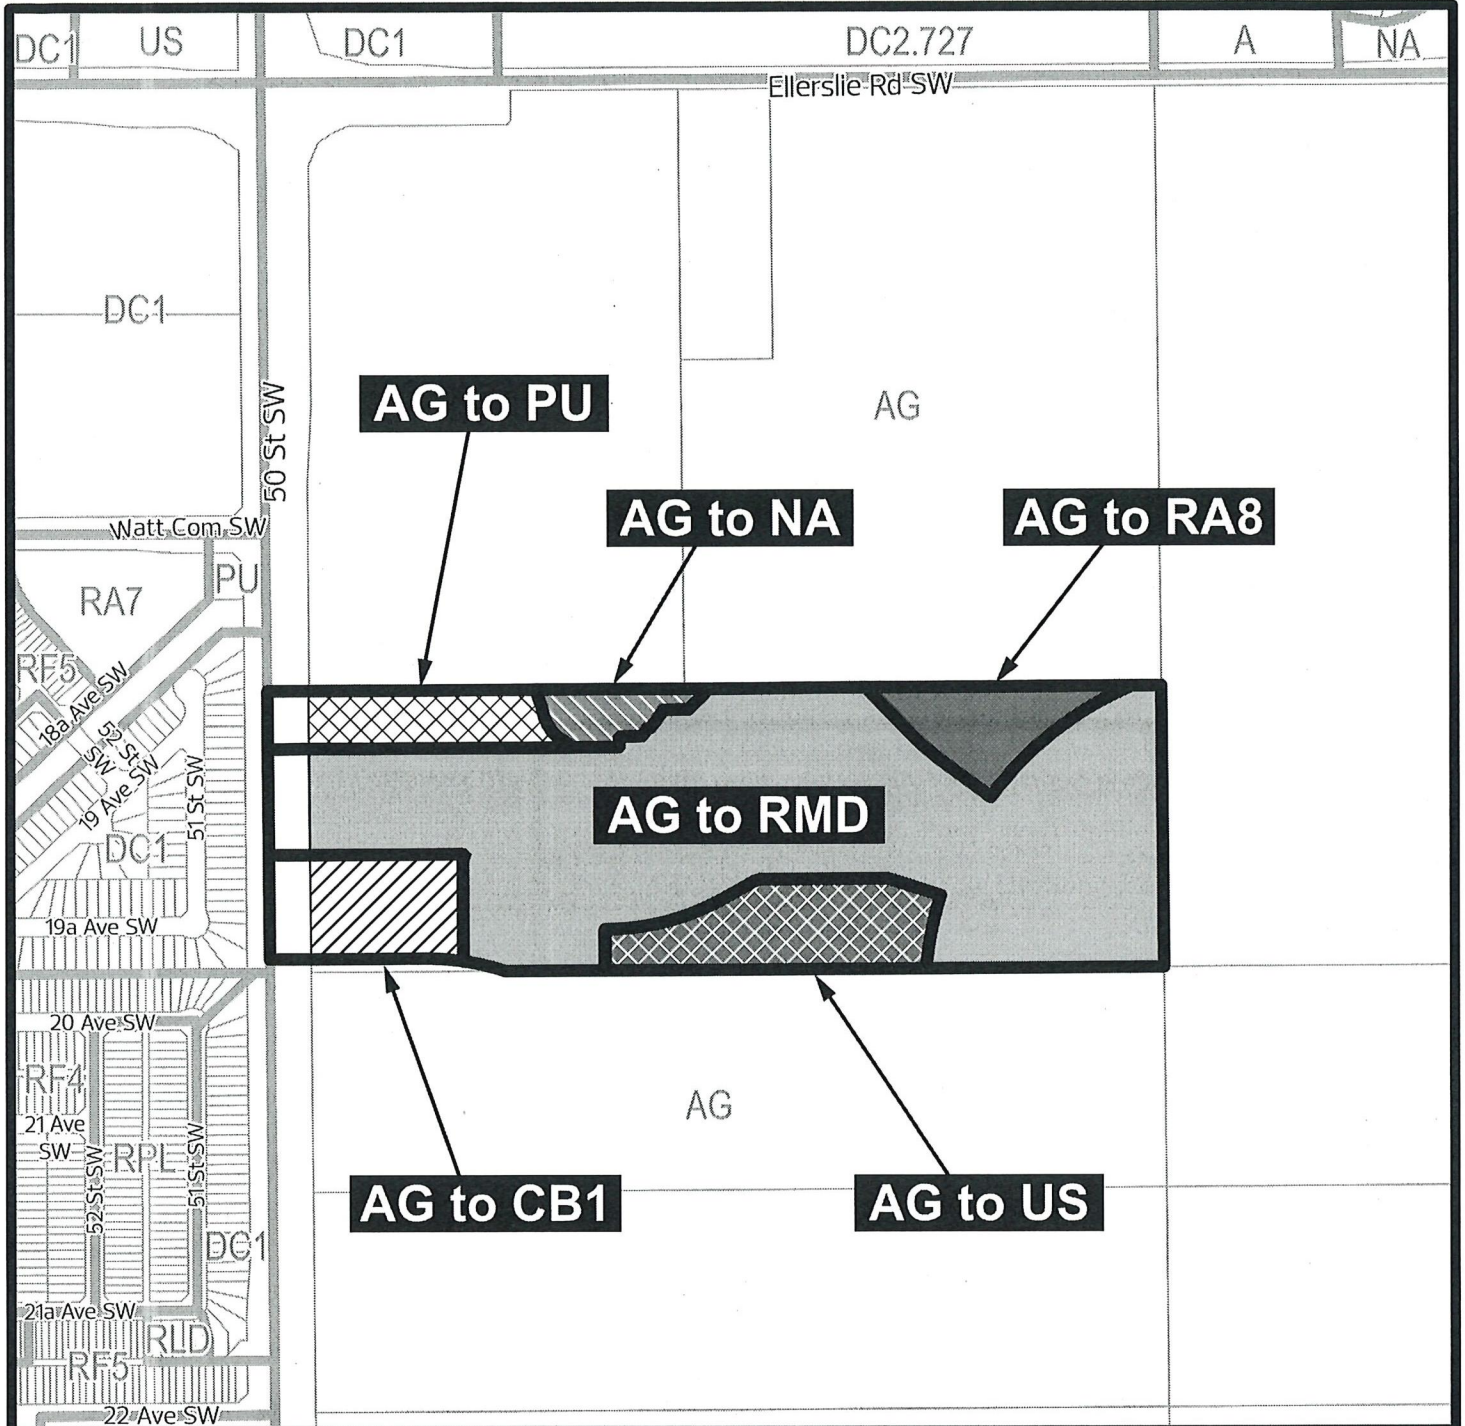 DC1
US
DC1
DC2.727
A
NA
Ellerslie Rd SW
DC1
50 St SW
AG to PU
AG
AG to NA
AG to RA8
Watt Com SW
PU
RA7
RF5
18a Ave SW
52 St
SW
19 Ave SW
51 St SW
DC1
AG to RMD
19a Ave SW
20 Ave SW
RF4
21 Ave
SW
52 St SW
RPL
51 St SW
DC1
AG
AG to CB1
AG to US
21a Ave SW
RLD
RF5
22 Ave SW